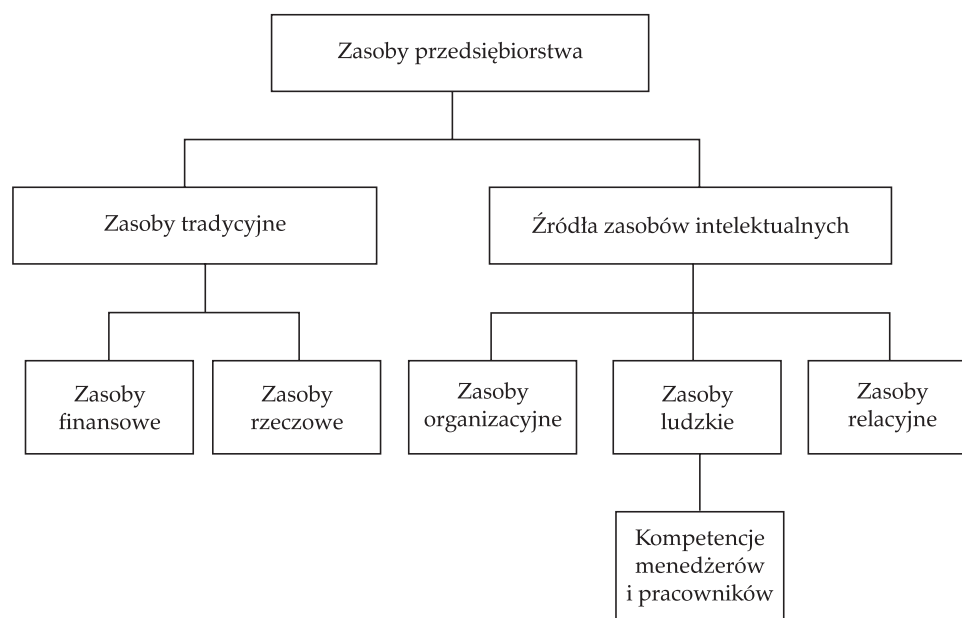 Zasoby przedsiębiorstwa
Zasoby tradycyjne
Źródła zasobów intelektualnych
Zasoby
finansowe
Zasoby
rzeczowe
Zasoby
organizacyjne
Zasoby
ludzkie
Zasoby
relacyjne
Kompetencje
menedżerów
i pracowników